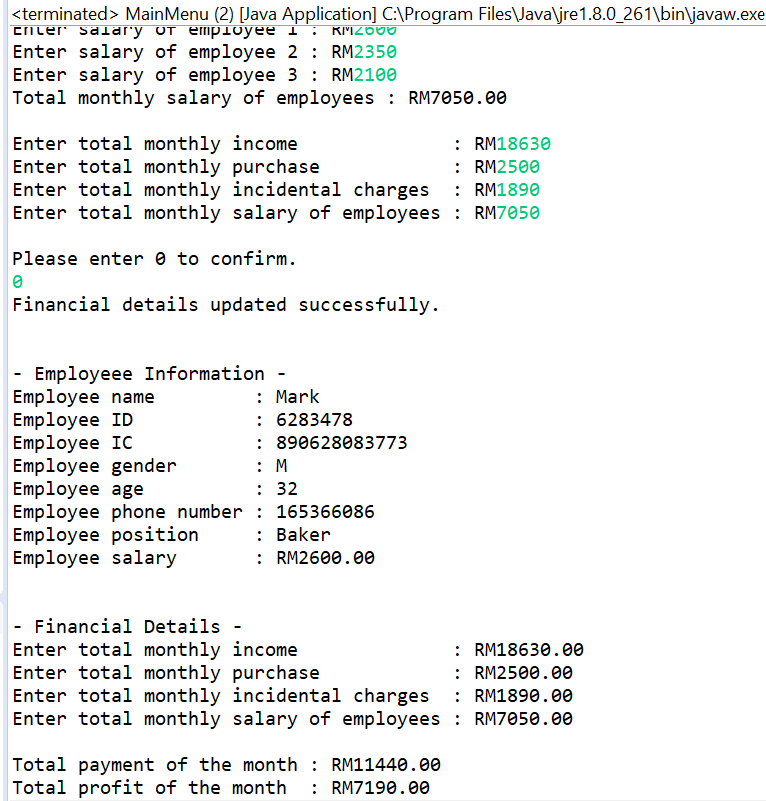 <terminated> MainMenu (2) [Java Application] C:\Program Files\Java\jre1.8.0_261\bin\javaw.exe
Enter salary of employee 1 : RM2600
Enter salary of employee 2 : RM2350
Enter salary of employee 3 : RM2100
Total monthly salary of employees : RM7050.00
Enter total monthly income : RM18630
Enter total monthly purchase : RM2500
Enter total monthly incidental charges : RM1890
Enter total monthly salary of employees : RM7050
Please enter 0 to confirm.
0
Financial details updated successfully.
- Employeee Information -
Employee name : Mark
Employee ID : 6283478
Employee IC : 890628083773
Employee gender : M
Employee age : 32
Employee phone number : 165366086
Employee position : Baker
Employee salary : RM2600.00
- Financial Details -
Enter total monthly income : RM18630.00
Enter total monthly purchase : RM2500.00
Enter total monthly incidental charges : RM1890.00
Enter total monthly salary of employees : RM7050.00
Total payment of the month : RM11440.00
Total profit of the month : RM7190.00